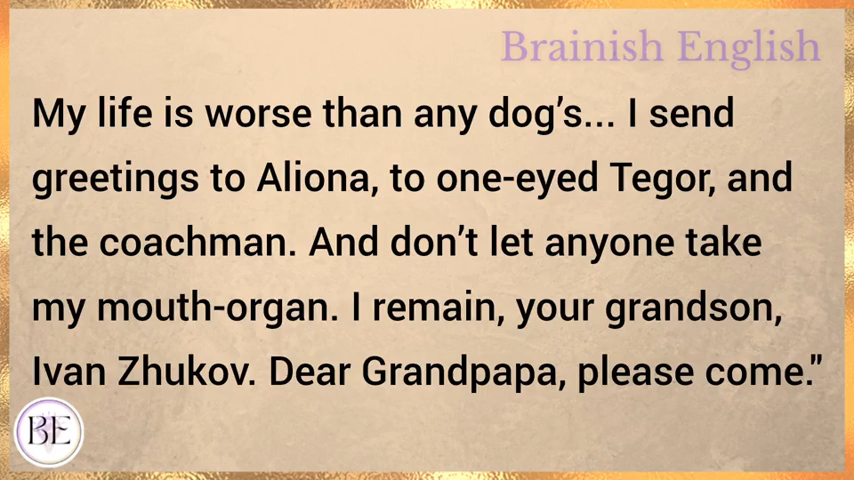 Brainish English
My life is worse than any dog's... I send
greetings to Aliona, to one-eyed Tegor, and
the coachman. And don't let anyone take
my mouth-organ. I remain, your grandson,
Ivan Zhukov. Dear Grandpapa, please come."
BE